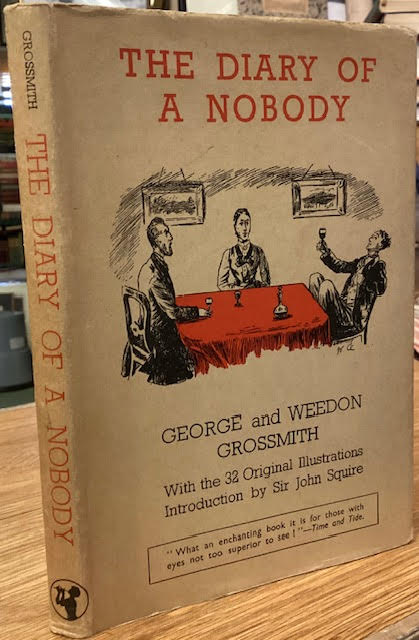 GROSSMITH
THE DIARY OF A NOBODY
THE DIARY OF
A NOBODY
W G
GEORGE and WEEDON
GROSSMITH
With the 32 Original Illustrations
Introduction by Sir John Squire
"What an enchanting book it is for those with
eyes not too superior to see!"—Time and Tide.